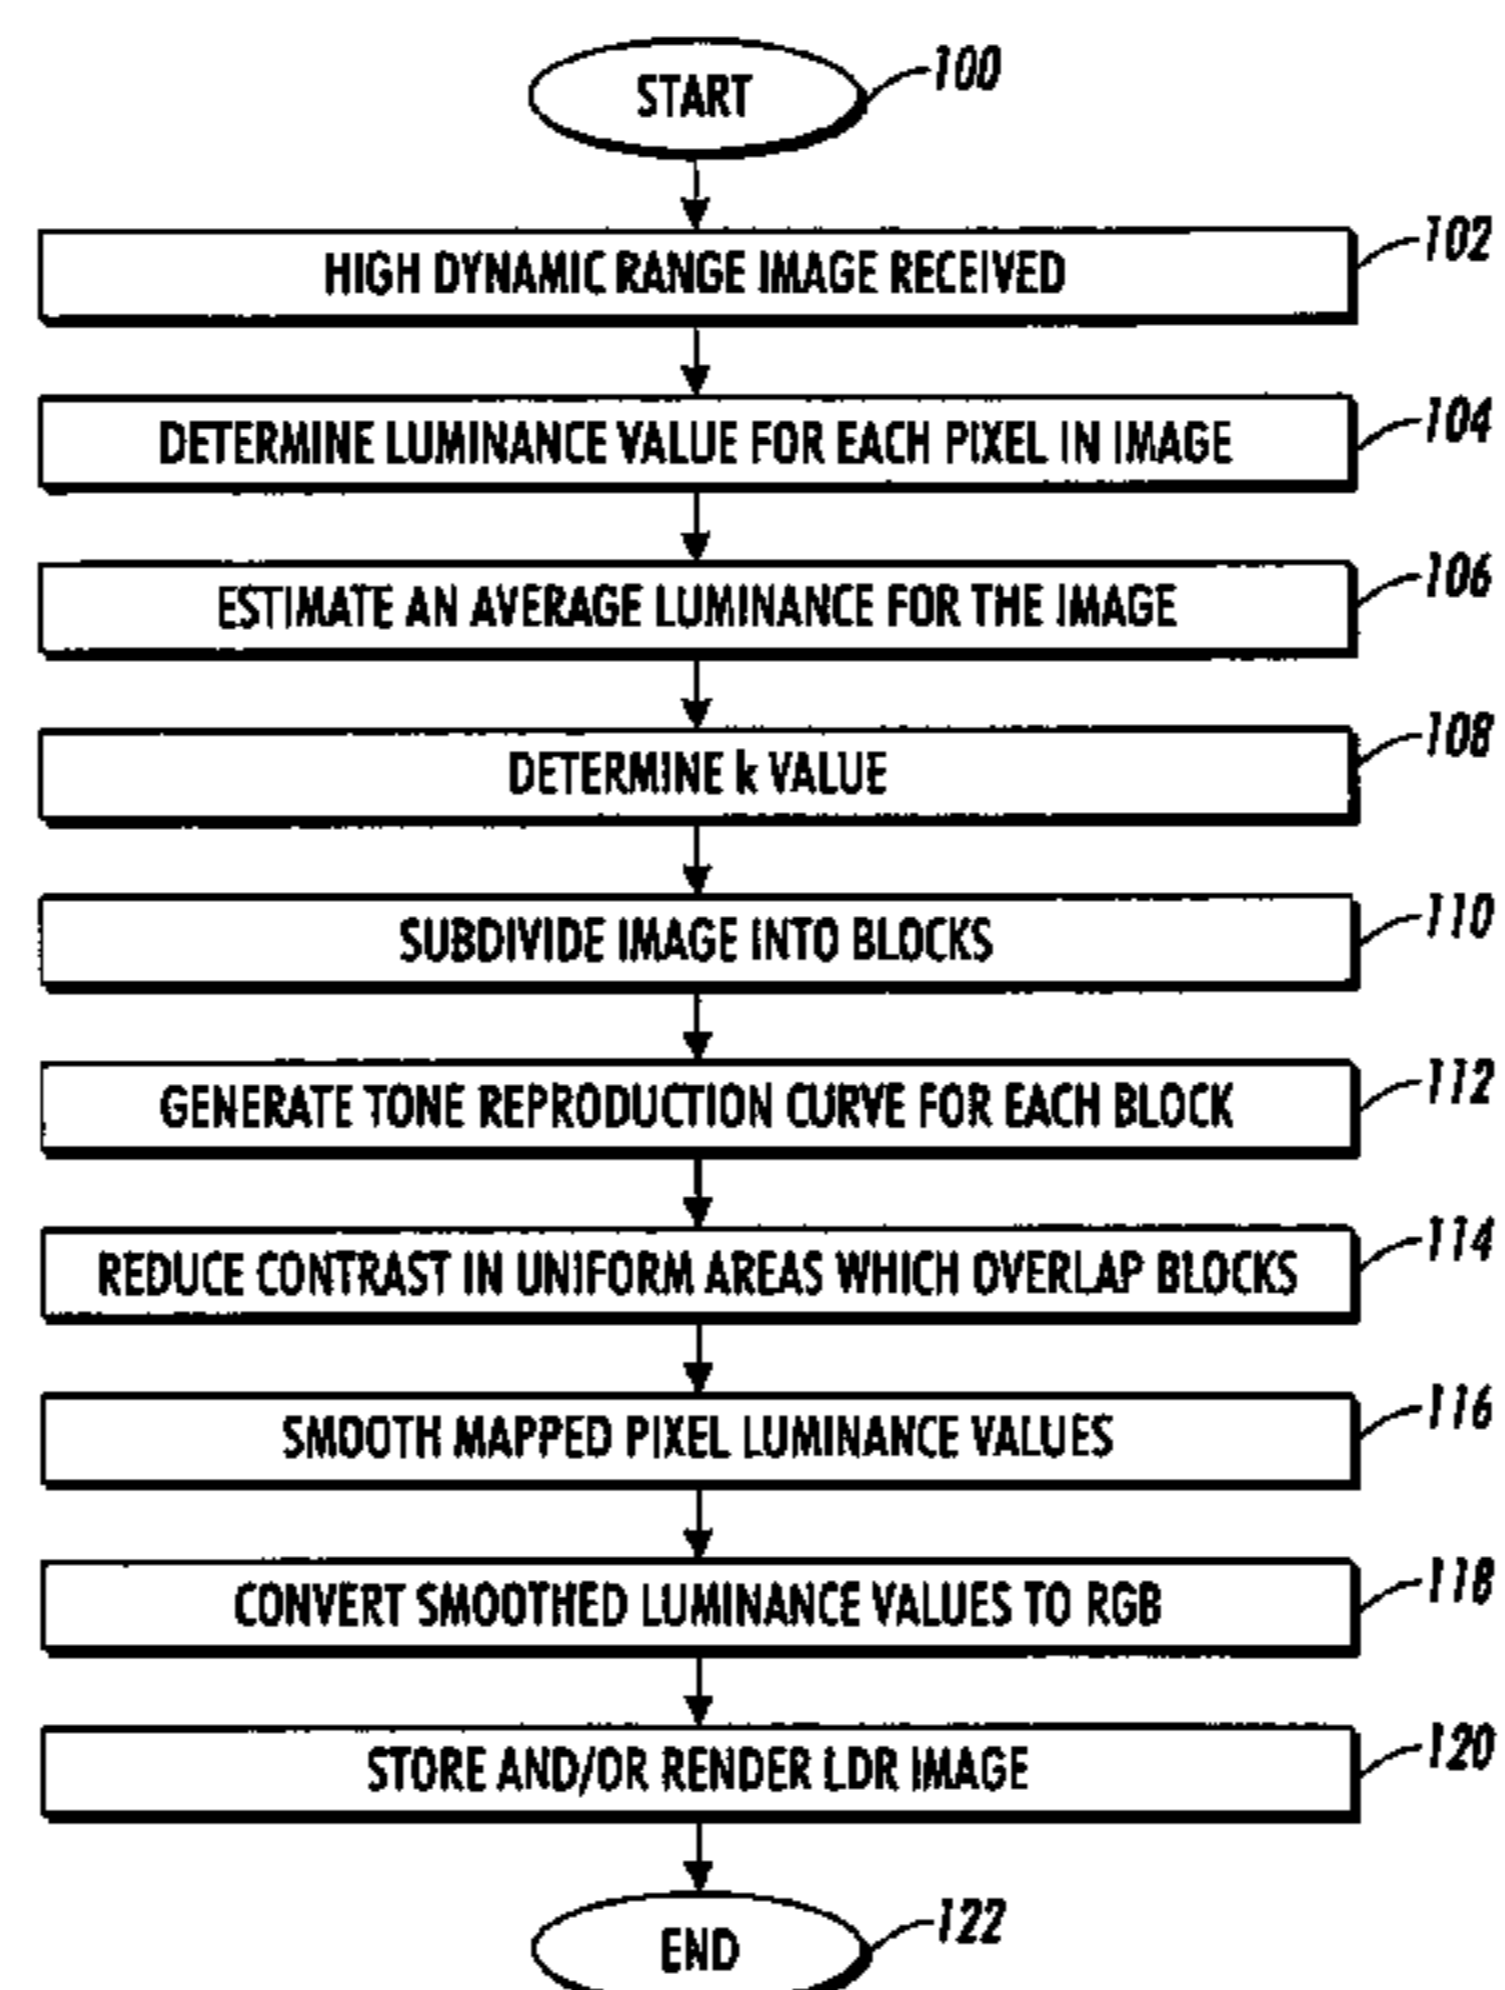 START
100
HIGH DYNAMIC RANGE IMAGE RECEIVED
102
DETERMINE LUMINANCE VALUE FOR EACH PIXEL IN IMAGE
104
ESTIMATE AN AVERAGE LUMINANCE FOR THE IMAGE
106
DETERMINE k VALUE
108
SUBDIVIDE IMAGE INTO BLOCKS
110
GENERATE TONE REPRODUCTION CURVE FOR EACH BLOCK
112
REDUCE CONTRAST IN UNIFORM AREAS WHICH OVERLAP BLOCKS
114
SMOOTH MAPPED PIXEL LUMINANCE VALUES
116
CONVERT SMOOTHED LUMINANCE VALUES TO RGB
118
STORE AND/OR RENDER LDR IMAGE
120
END
122